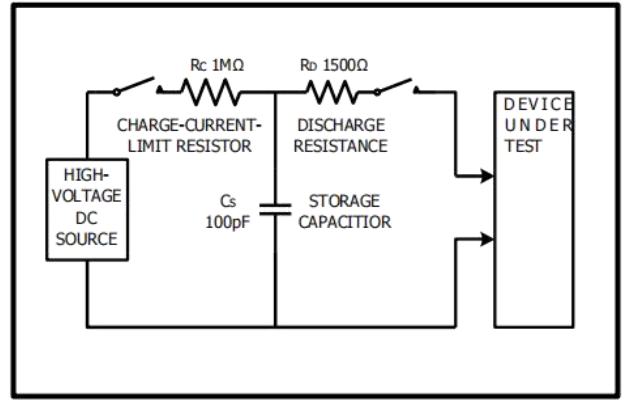 Rc 1MΩ
CHARGE-CURRENT-
LIMIT RESISTOR
RD 1500Ω
DISCHARGE
RESISTANCE
DEVICE
UNDER
TEST
HIGH-
VOLTAGE
DC
SOURCE
Cs
100pF
STORAGE
CAPACITIOR